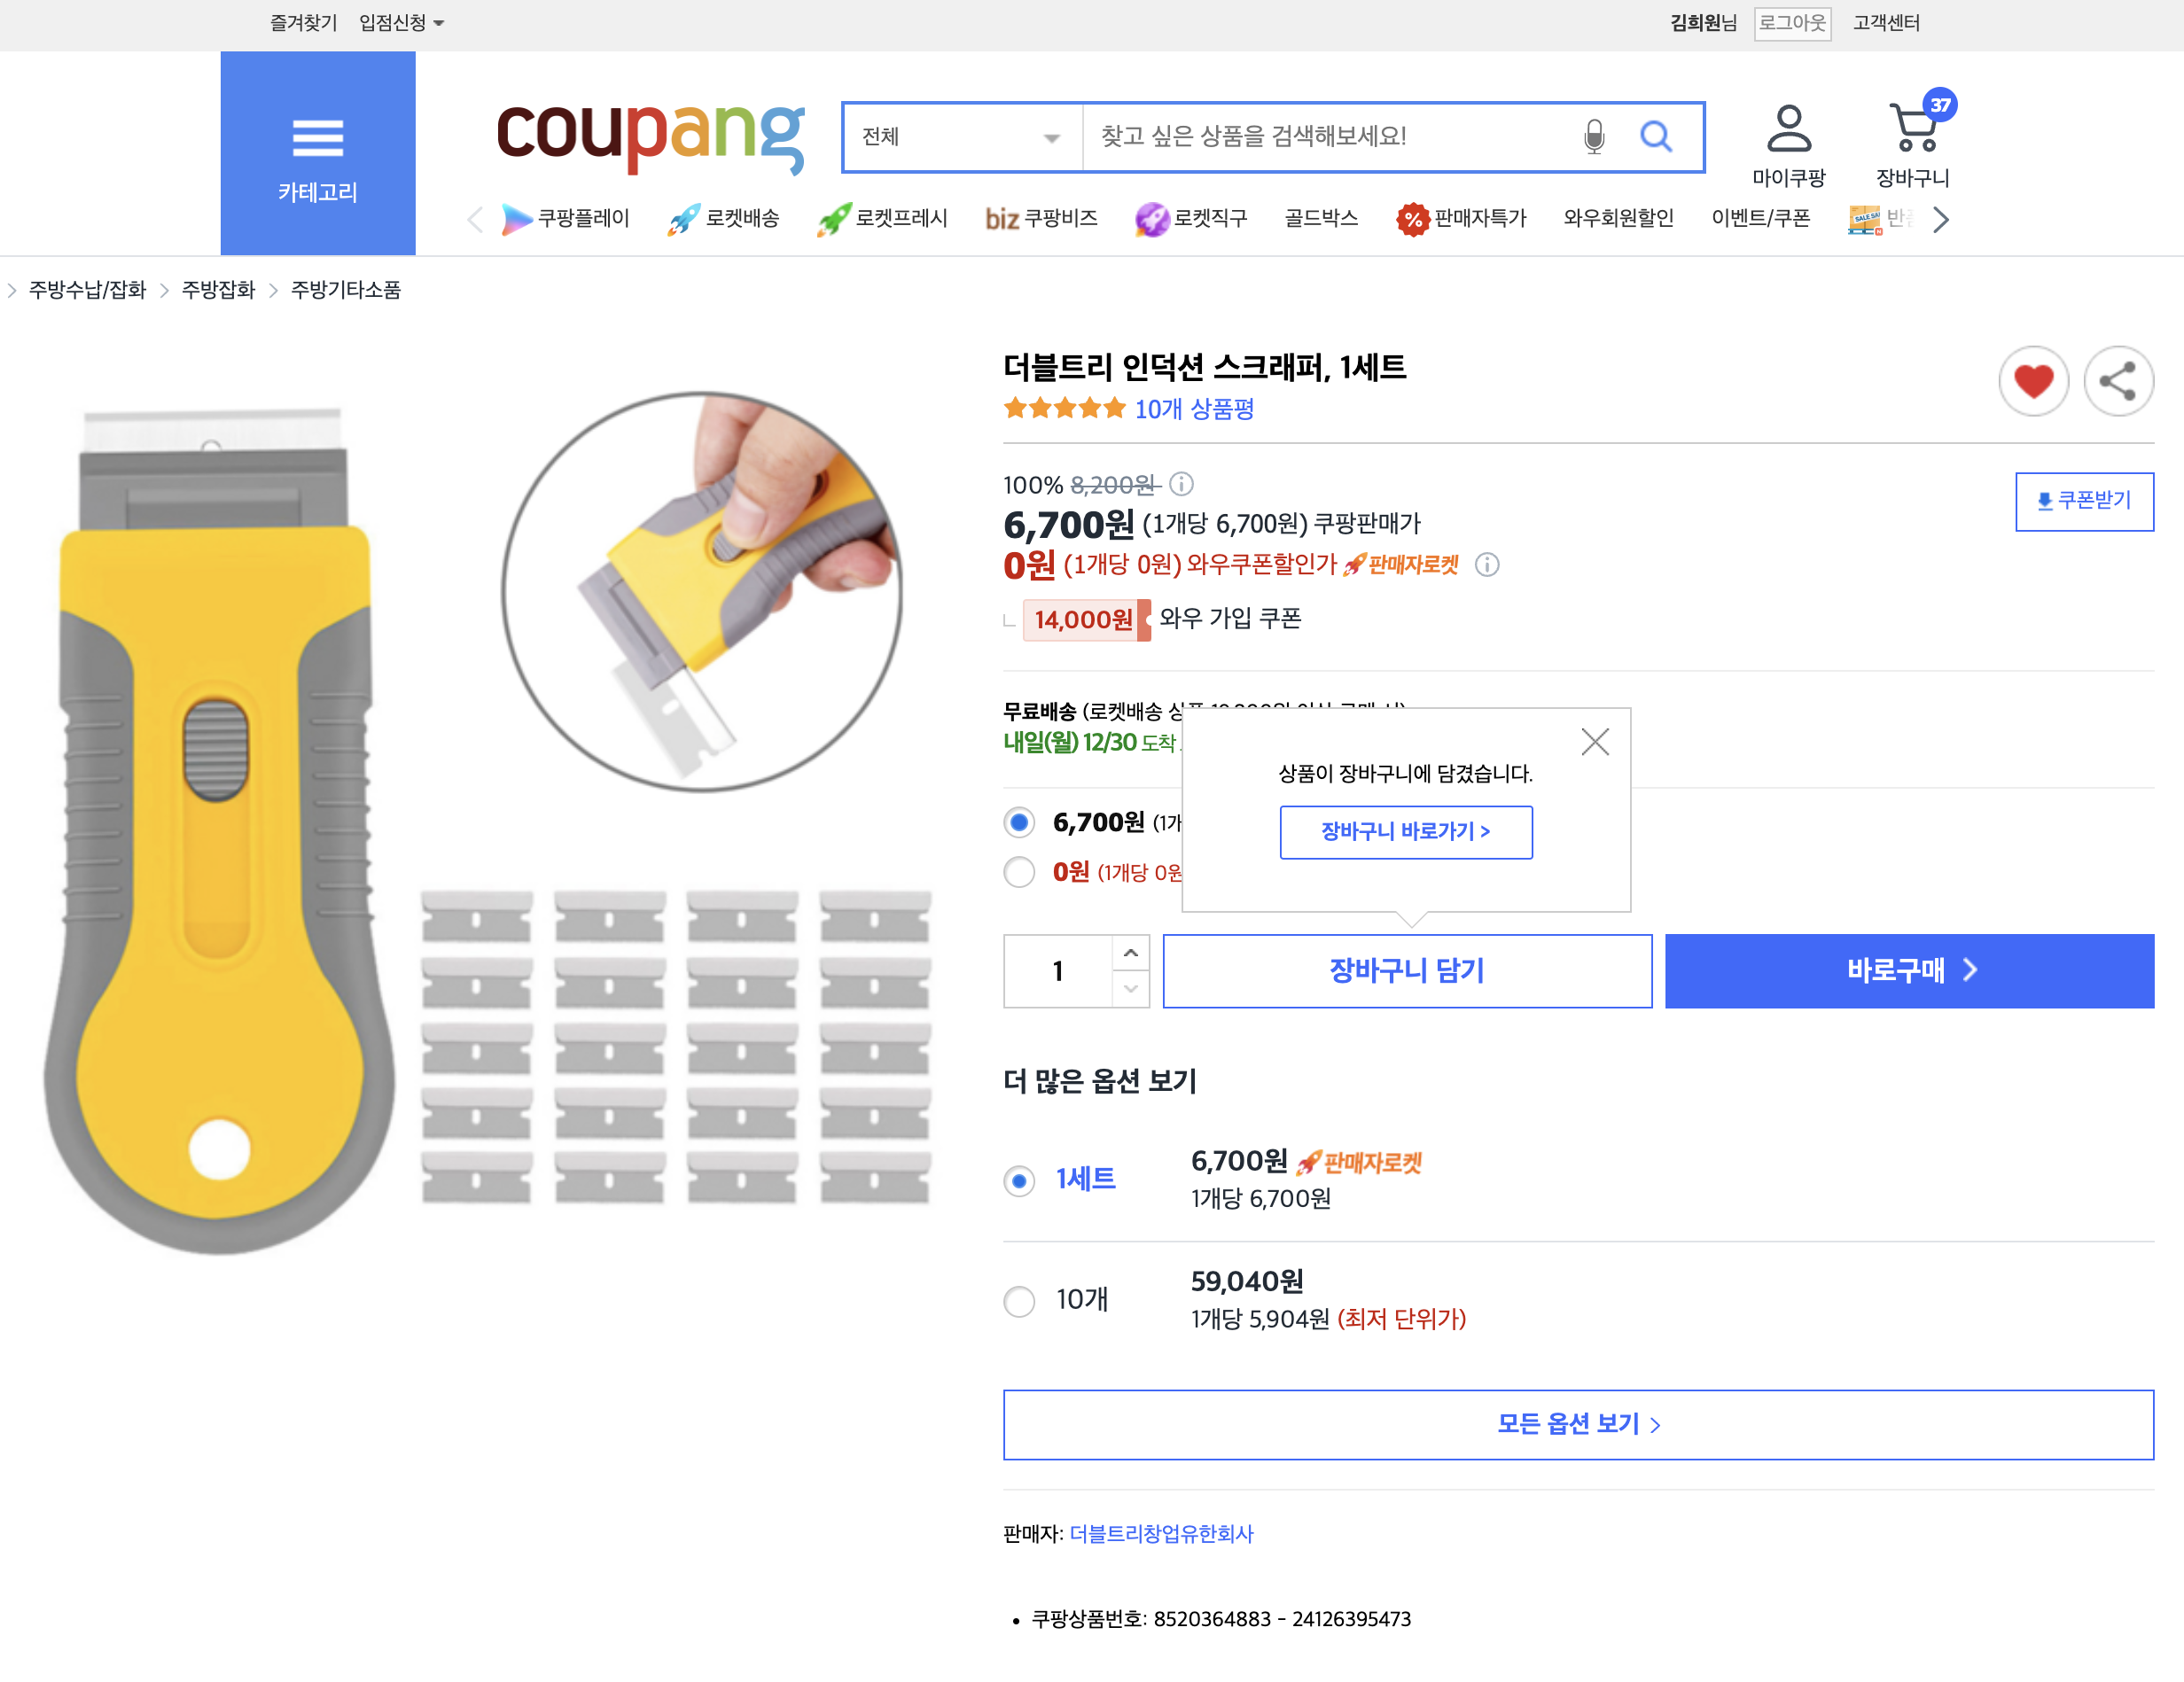 즐겨찾기 입점신청
김희원님 로그아웃 고객센터
카테고리
coupang
전체
찾고 싶은 상품을 검색해보세요!
마이쿠팡
37
장바구니
쿠팡플레이 로켓배송 로켓프레시 biz 쿠팡비즈 로켓직구 골드박스 % 판매자특가 와우회원할인 이벤트/쿠폰
> 주방수납/잡화 > 주방잡화 > 주방기타소품
더블트리 인덕션 스크래퍼, 1세트
10개 상품평
100% 8,200원
쿠폰받기
6,700원 (1개당 6,700원) 쿠팡판매가
0원 (1개당 0원) 와우쿠폰할인가 판매자로켓
14,000원 와우 가입 쿠폰
무료배송 (로켓배송
내일(월) 12/30 도착
상품이 장바구니에 담겼습니다.
장바구니 바로가기 >
6,700원 (1개
0원 (1개당 0원
1
장바구니 담기
바로구매 >
더 많은 옵션 보기
1세트
6,700원 판매자로켓
1개당 6,700원
10개
59,040원
1개당 5,904원 (최저 단위가)
모든 옵션 보기 >
판매자: 더블트리창업유한회사
• 쿠팡상품번호: 8520364883 - 24126395473